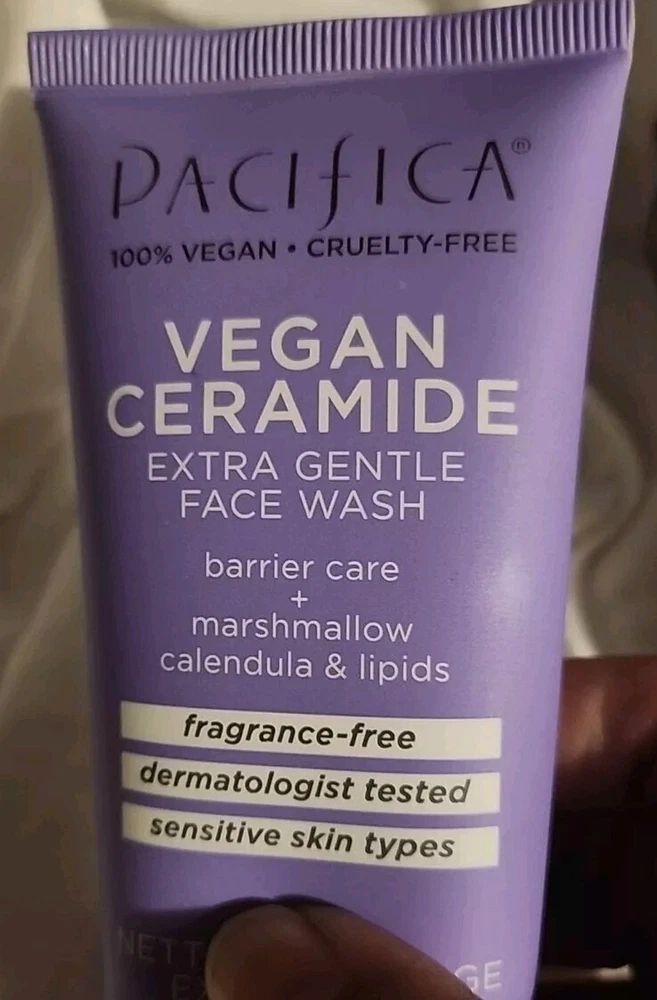 PACIFICA®
100% VEGAN • CRUELTY-FREE
VEGAN
CERAMIDE
EXTRA GENTLE
FACE WASH
barrier care
+
marshmallow
calendula & lipids
fragrance-free
dermatologist tested
sensitive skin types